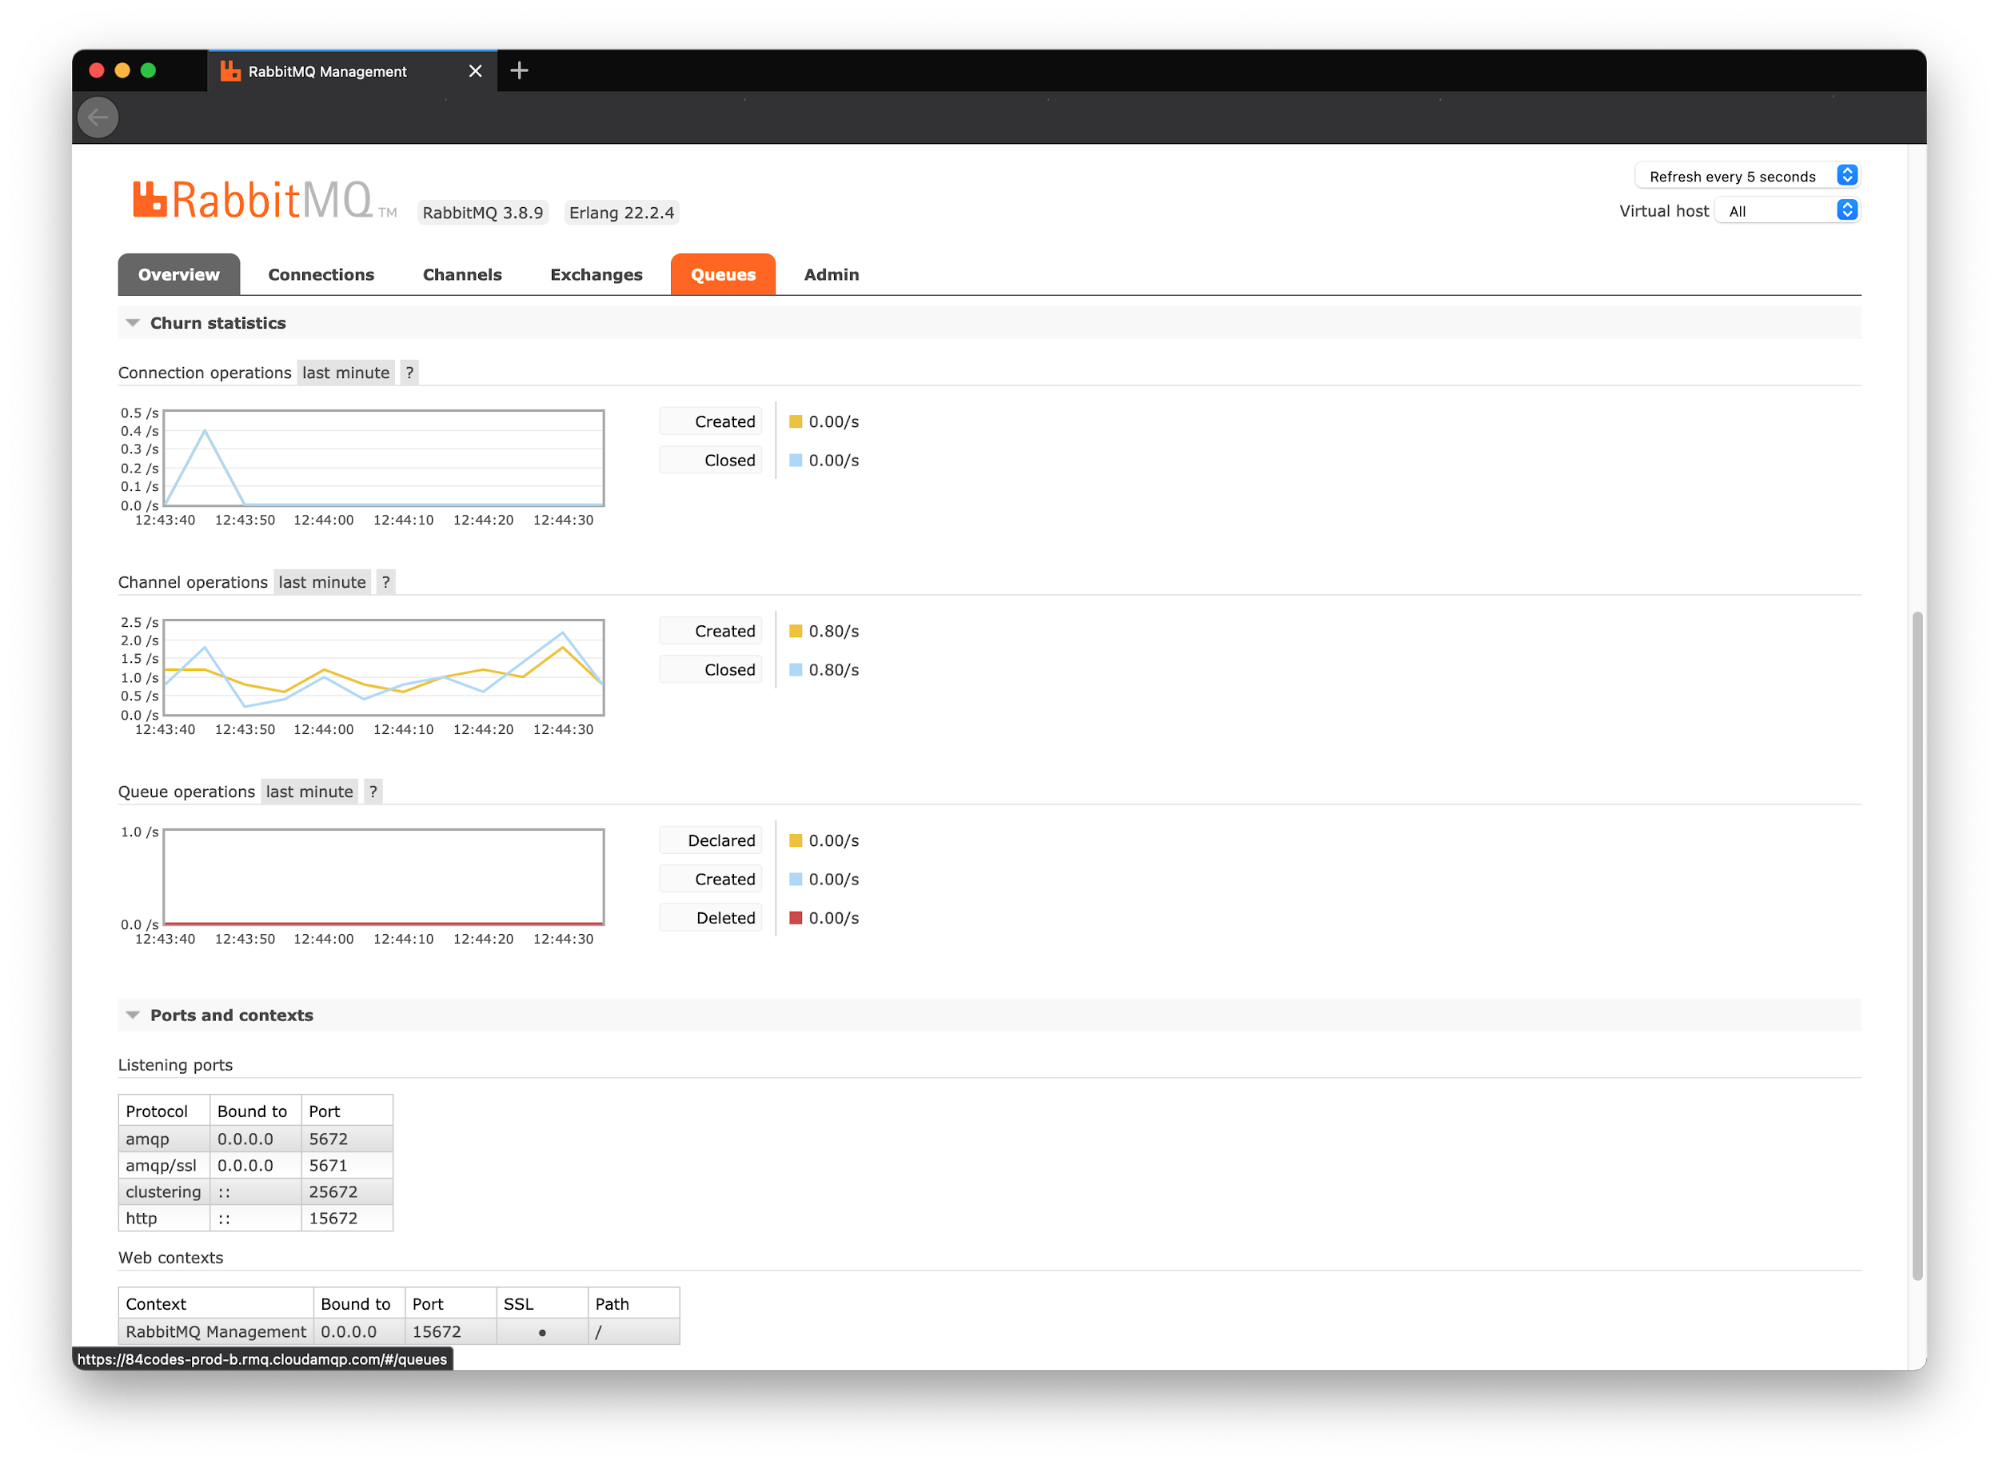 RabbitMQ Management
RabbitMQ TM
RabbitMQ 3.8.9 Erlang 22.2.4
Refresh every 5 seconds
Virtual host All
Overview Connections Channels Exchanges Queues Admin
Churn statistics
Connection operations last minute ?
0.5 /s
0.4 /s
0.3 /s
0.2 /s
0.1 /s
0.0 /s
12:43:40 12:43:50 12:44:00 12:44:10 12:44:20 12:44:30
Created 0.00/s
Closed 0.00/s
Channel operations last minute ?
2.5 /s
2.0 /s
1.5 /s
1.0 /s
0.5 /s
0.0 /s
12:43:40 12:43:50 12:44:00 12:44:10 12:44:20 12:44:30
Created 0.80/s
Closed 0.80/s
Queue operations last minute ?
1.0 /s
0.0 /s
12:43:40 12:43:50 12:44:00 12:44:10 12:44:20 12:44:30
Declared 0.00/s
Created 0.00/s
Deleted 0.00/s
Ports and contexts
Listening ports
Protocol Bound to Port
amqp 0.0.0.0 5672
amqp/ssl 0.0.0.0 5671
clustering :: 25672
http :: 15672
Web contexts
Context Bound to Port SSL Path
RabbitMQ Management 0.0.0.0 15672 • /
https://84codes-prod-b.rmq.cloudamqp.com/#/queues